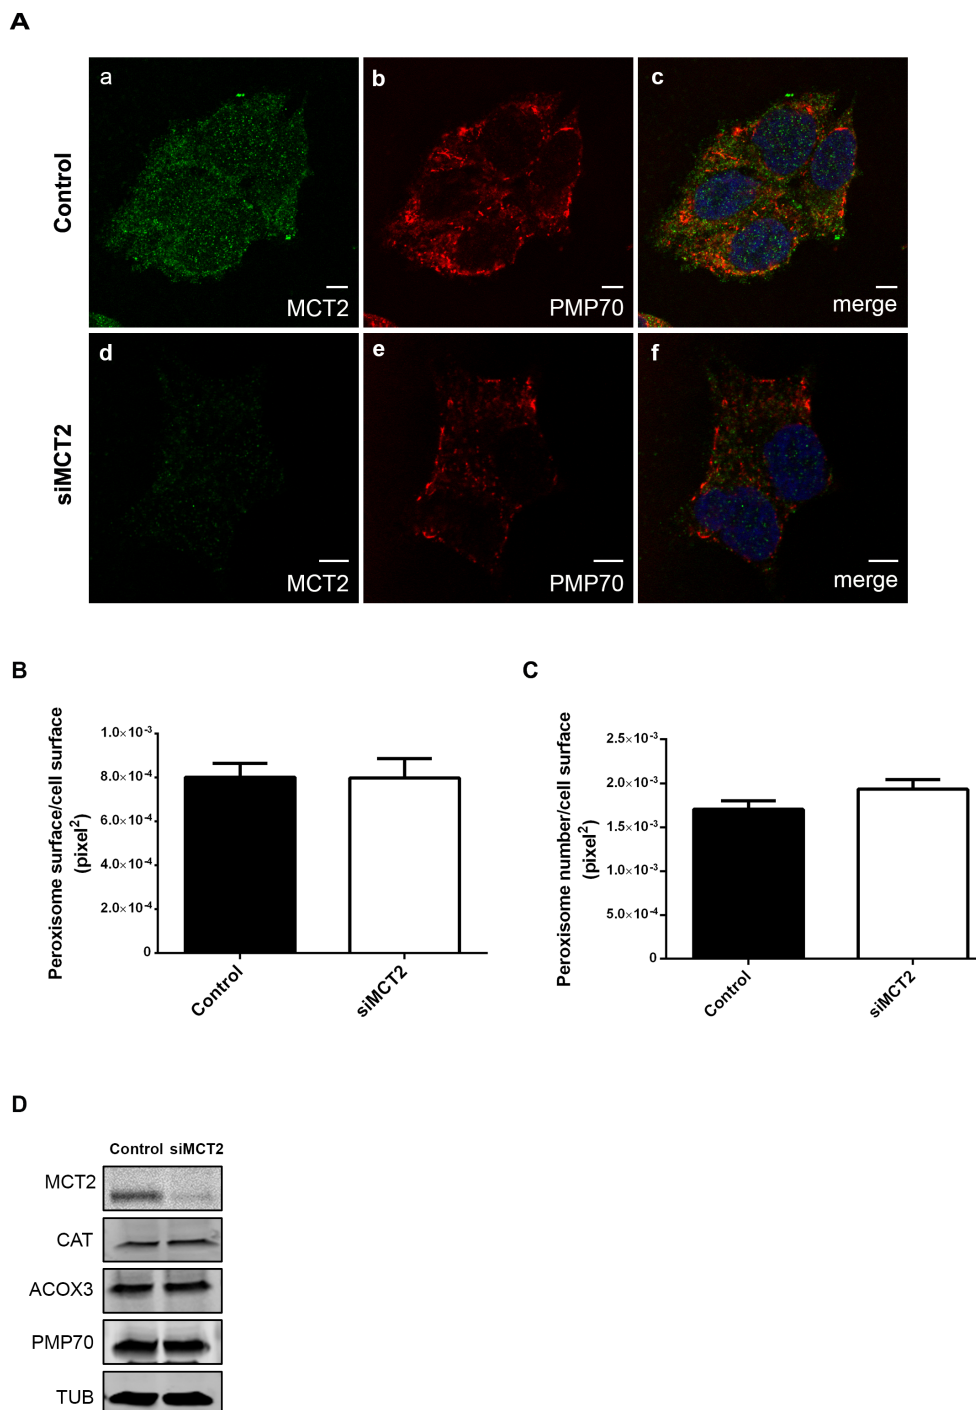 A
Control
a
MCT2
b
PMP70
c
merge
siMCT2
d
MCT2
e
PMP70
f
merge
B
Peroxisome surface/cell surface
(pixel²)
1.0×10⁻³
8.0×10⁻⁴
6.0×10⁻⁴
4.0×10⁻⁴
2.0×10⁻⁴
0
Control
siMCT2
C
Peroxisome number/cell surface
(pixel²)
2.5×10⁻³
2.0×10⁻³
1.5×10⁻³
1.0×10⁻³
5.0×10⁻⁴
0
Control
siMCT2
D
Control siMCT2
MCT2
CAT
ACOX3
PMP70
TUB